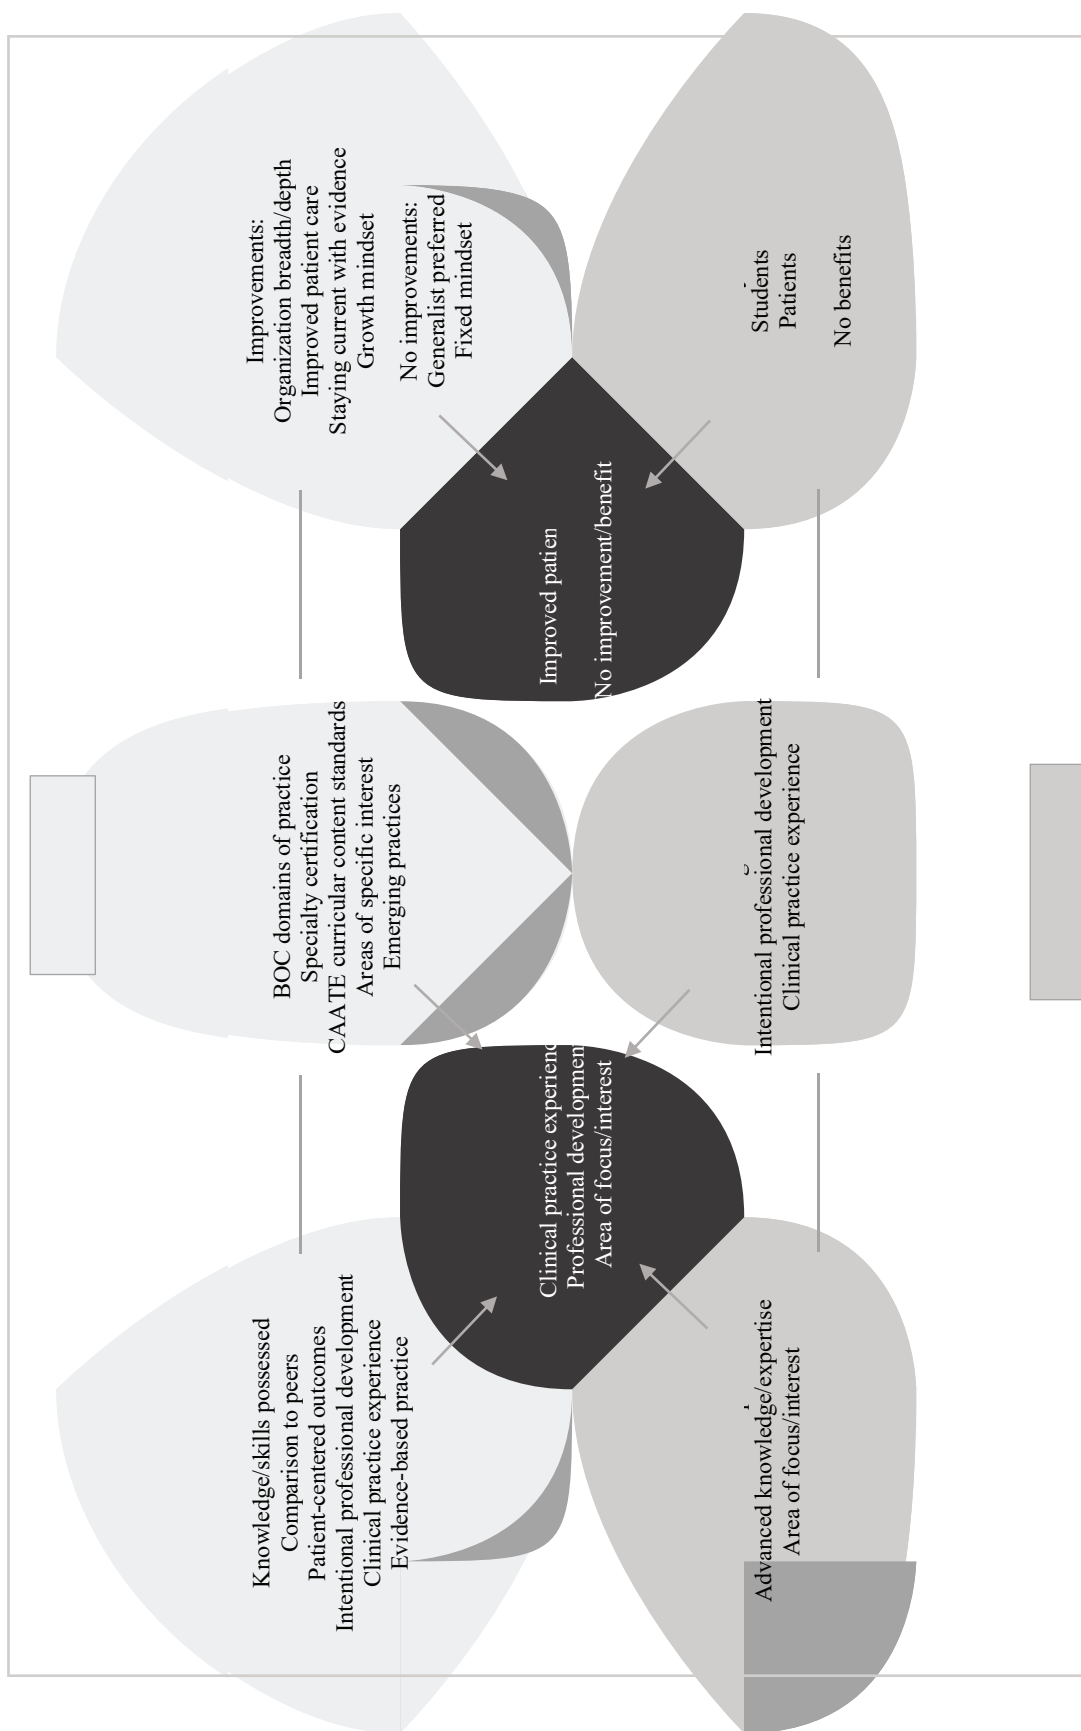 Knowledge/skills possessed
Comparison to peers
Patient-centered outcomes
Intentional professional development
Clinical practice experience
Evidence-based practice
BOC domains of practice
Specialty certification
CAATE curricular content standards
Areas of specific interest
Emerging practices
Improvements:
Organization breadth/depth
Improved patient care
Staying current with evidence
Growth mindset
No improvements:
Generalist preferred
Fixed mindset
Clinical practice experienc
Professional developmen
Area of focus/interest
Improved patien
No improvement/benefit
Advanced knowledge/expertise
Area of focus/interest
Intentional professional development
Clinical practice experience
Students
Patients
No benefits